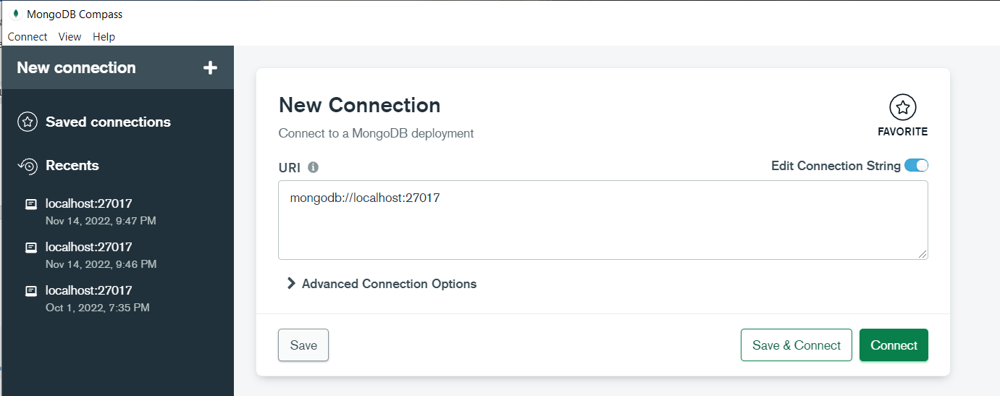 MongoDB Compass
Connect View Help
New connection
Saved connections
Recents
localhost:27017
Nov 14, 2022, 9:47 PM
localhost:27017
Nov 14, 2022, 9:46 PM
localhost:27017
Oct 1, 2022, 7:35 PM
New Connection
Connect to a MongoDB deployment
FAVORITE
URI
Edit Connection String
mongodb://localhost:27017
Advanced Connection Options
Save
Save & Connect
Connect